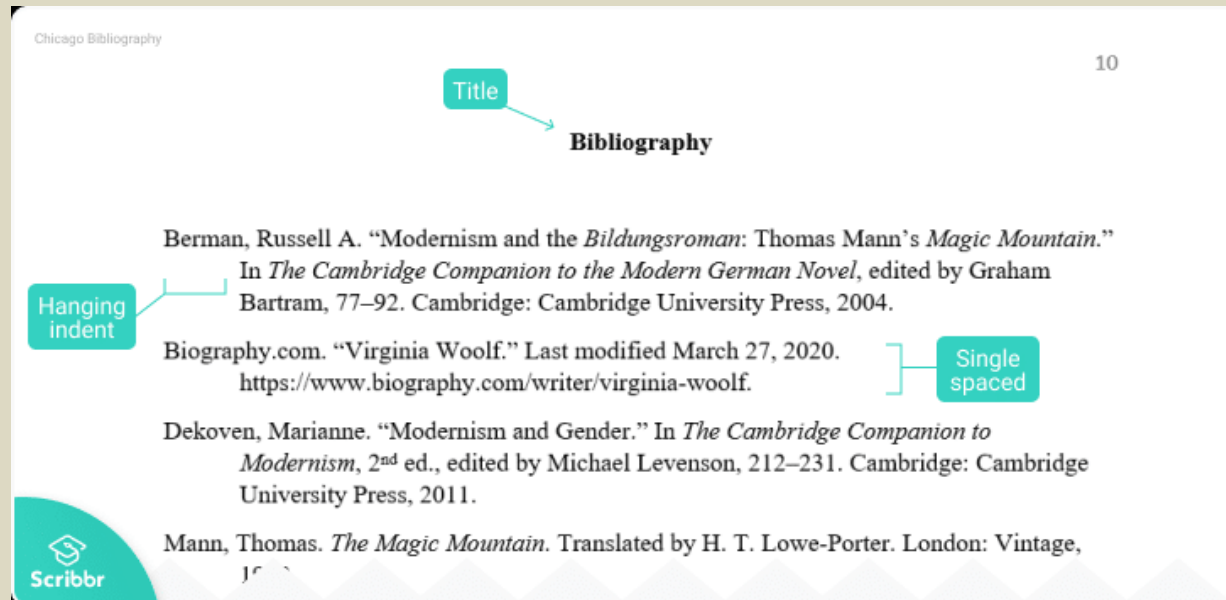 Chicago Bibliography
10
Title
Bibliography
Berman, Russell A. “Modernism and the Bildungsroman: Thomas Mann’s Magic Mountain.”
In The Cambridge Companion to the Modern German Novel, edited by Graham
Bartram, 77–92. Cambridge: Cambridge University Press, 2004.
Hanging
indent
Biography.com. “Virginia Woolf.” Last modified March 27, 2020.
https://www.biography.com/writer/virginia-woolf.
Single
spaced
Dekoven, Marianne. “Modernism and Gender.” In The Cambridge Companion to
Modernism, 2nd ed., edited by Michael Levenson, 212–231. Cambridge: Cambridge
University Press, 2011.
Mann, Thomas. The Magic Mountain. Translated by H. T. Lowe-Porter. London: Vintage,
Scribbr